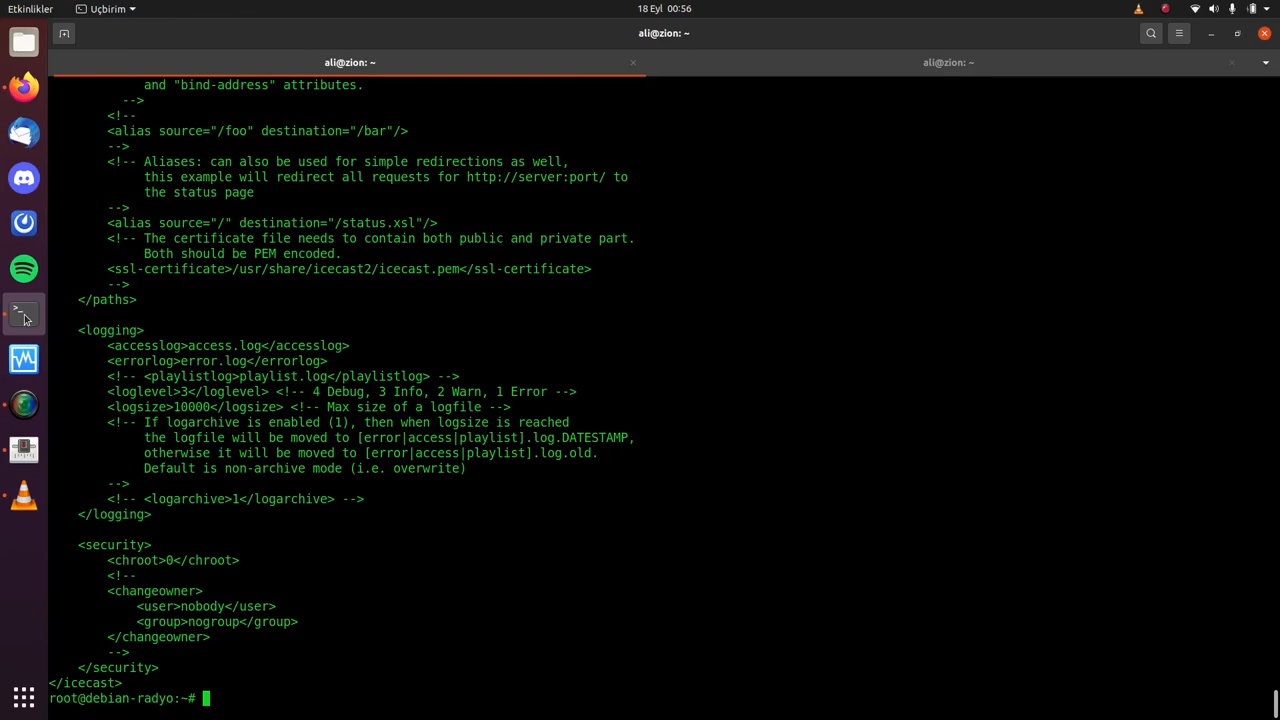 Etkinlikler
Uçbirim
18 Eyl 00:56
ali@zion: ~
ali@zion: ~
ali@zion: ~
and "bind-address" attributes.
-->
<!--
<alias source="/foo" destination="/bar"/>
-->
<!-- Aliases: can also be used for simple redirections as well,
this example will redirect all requests for http://server:port/ to
the status page
-->
<alias source="/" destination="/status.xsl"/>
<!-- The certificate file needs to contain both public and private part.
Both should be PEM encoded.
<ssl-certificate>/usr/share/icecast2/icecast.pem</ssl-certificate>
-->
</paths>
<logging>
<accesslog>access.log</accesslog>
<errorlog>error.log</errorlog>
<!-- <playlistlog>playlist.log</playlistlog> -->
<loglevel>3</loglevel> <!-- 4 Debug, 3 Info, 2 Warn, 1 Error -->
<logsize>10000</logsize> <!-- Max size of a logfile -->
<!-- If logarchive is enabled (1), then when logsize is reached
the logfile will be moved to [error|access|playlist].log.DATESTAMP,
otherwise it will be moved to [error|access|playlist].log.old.
Default is non-archive mode (i.e. overwrite)
-->
<!-- <logarchive>1</logarchive> -->
</logging>
<security>
<chroot>0</chroot>
<!--
<changeowner>
<user>nobody</user>
<group>nogroup</group>
</changeowner>
-->
</security>
</icecast>
root@debian-radyo:~#